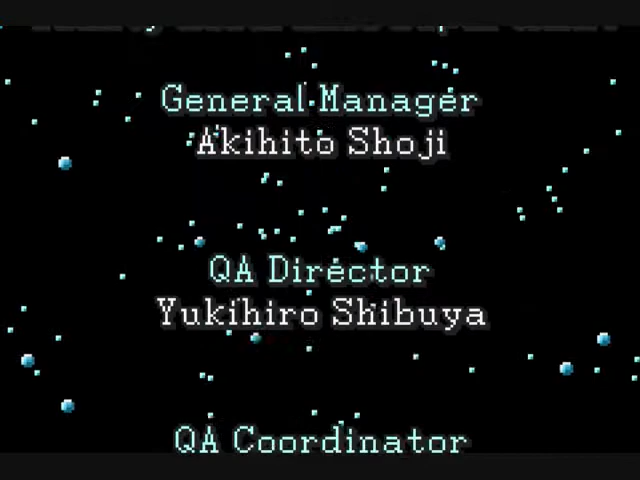 General Manager
Akihito Shoji
QA Director
Yukihiro Shibuya
QA Coordinator